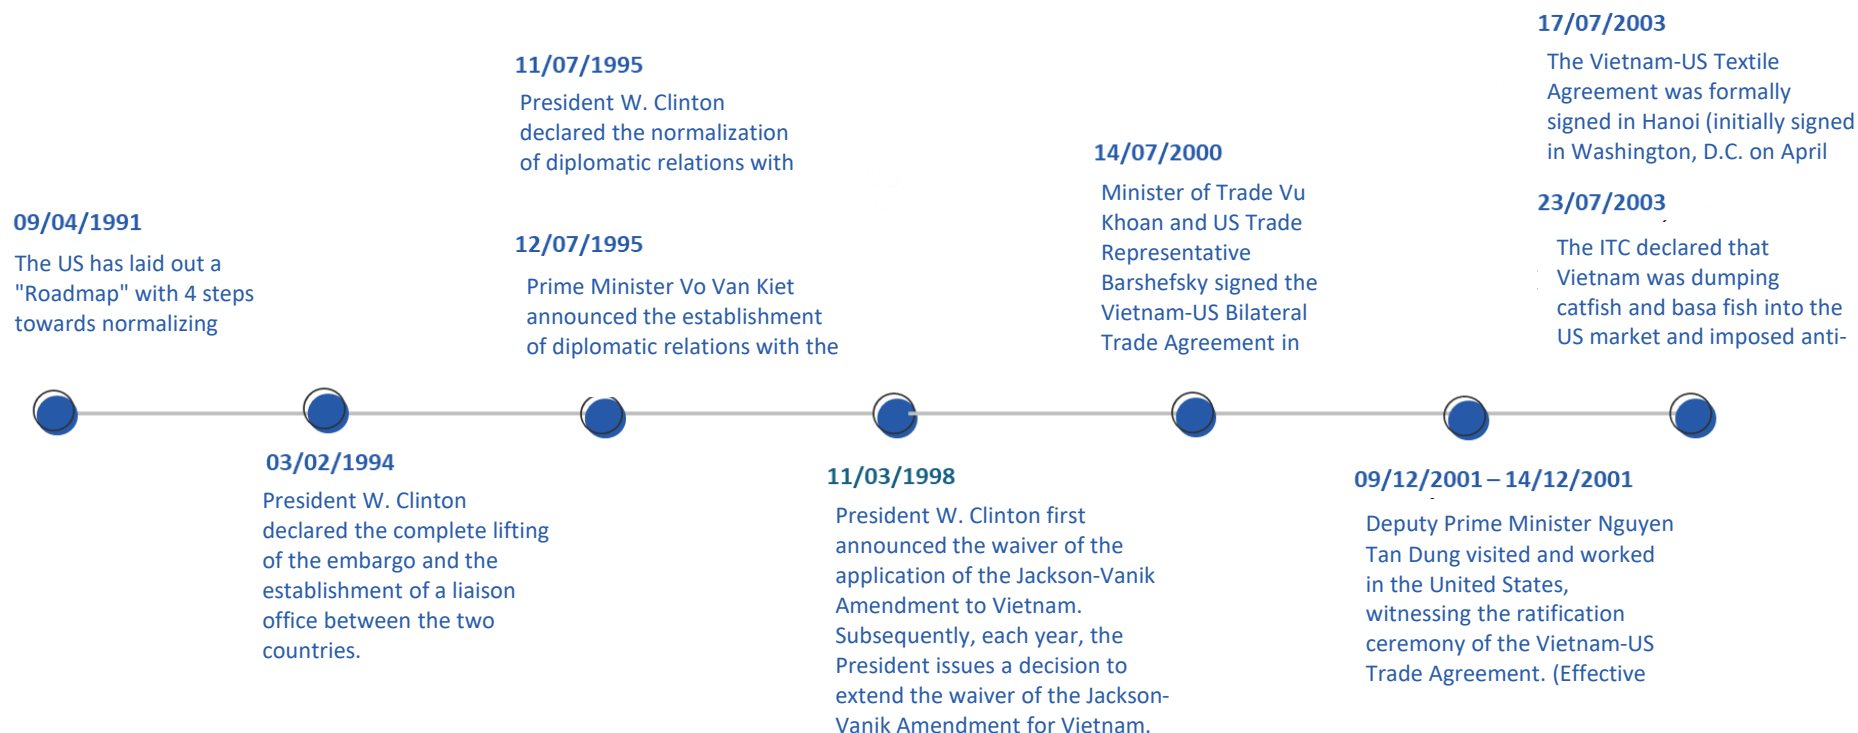 09/04/1991
The US has laid out a
"Roadmap" with 4 steps
towards normalizing
03/02/1994
President W. Clinton
declared the complete lifting
of the embargo and the
establishment of a liaison
office between the two
countries.
11/07/1995
President W. Clinton
declared the normalization
of diplomatic relations with
12/07/1995
Prime Minister Vo Van Kiet
announced the establishment
of diplomatic relations with the
11/03/1998
President W. Clinton first
announced the waiver of the
application of the Jackson-Vanik
Amendment to Vietnam.
Subsequently, each year, the
President issues a decision to
extend the waiver of the Jackson-
Vanik Amendment for Vietnam.
14/07/2000
Minister of Trade Vu
Khoan and US Trade
Representative
Barshefsky signed the
Vietnam-US Bilateral
Trade Agreement in
09/12/2001 – 14/12/2001
Deputy Prime Minister Nguyen
Tan Dung visited and worked
in the United States,
witnessing the ratification
ceremony of the Vietnam-US
Trade Agreement. (Effective
17/07/2003
The Vietnam-US Textile
Agreement was formally
signed in Hanoi (initially signed
in Washington, D.C. on April
23/07/2003
The ITC declared that
Vietnam was dumping
catfish and basa fish into the
US market and imposed anti-